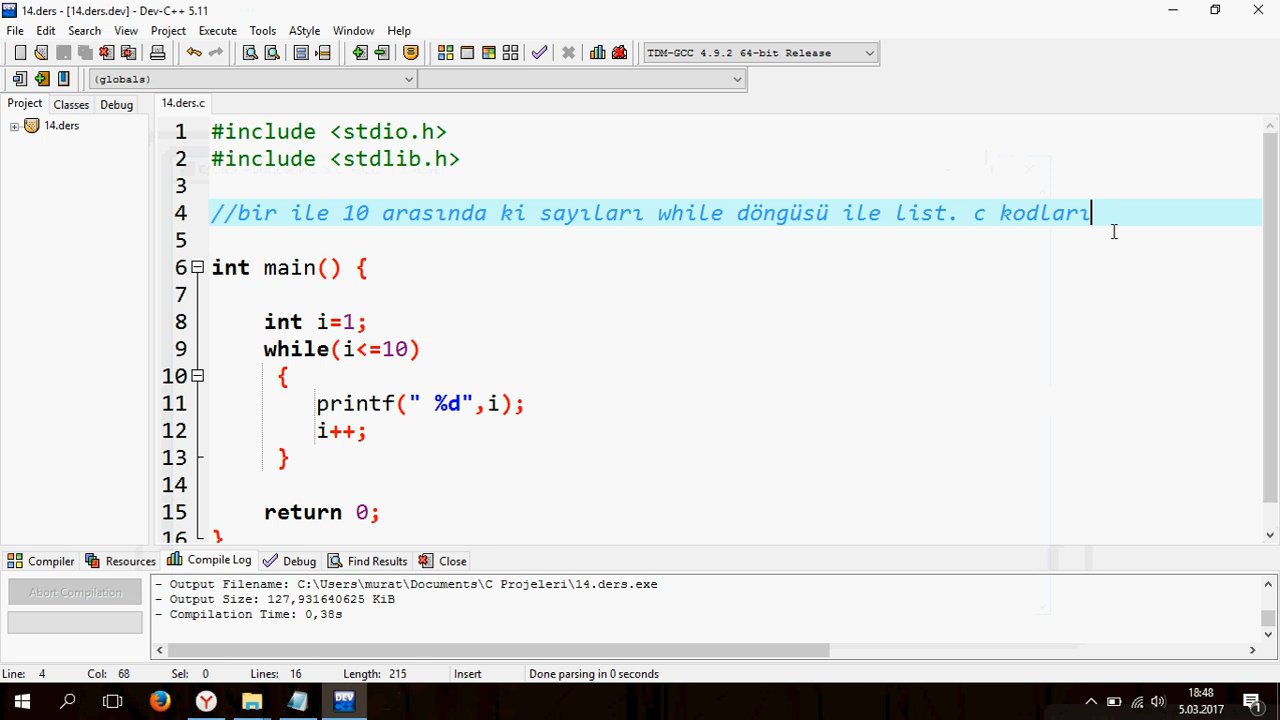 14.ders - [14.ders.dev] - Dev-C++ 5.11
File Edit Search View Project Execute Tools AStyle Window Help
TDM-GCC 4.9.2 64-bit Release
(globals)
Project Classes Debug 14.ders.c
14.ders
1 #include <stdio.h>
2 #include <stdlib.h>
3
4 //bir ile 10 arasında ki sayıları while döngüsü ile list. c kodları
5
6 int main() {
7
8 int i=1;
9 while(i<=10)
10 {
11 printf(" %d",i);
12 i++;
13 }
14
15 return 0;
16 }
Compiler Resources Compile Log Debug Find Results Close
Abort Compilation
- Output Filename: C:\Users\murat\Documents\C Projeleri\14.ders.exe
- Output Size: 127,931640625 KiB
- Compilation Time: 0,38s
Line: 4 Col: 68 Sel: 0 Lines: 16 Length: 215 Insert Done parsing in 0 seconds
DEV
18:48
5.03.2017
1